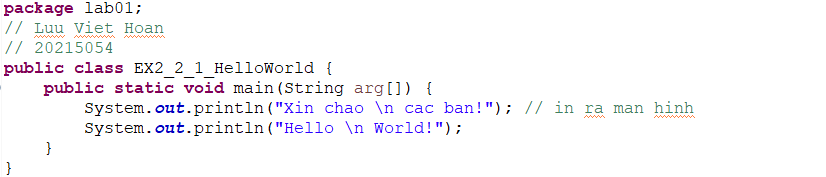 package lab01;
// Luu Viet Hoan
// 20215054
public class EX2_2_1_HelloWorld {
    public static void main(String arg[]) {
        System.out.println("Xin chao \n cac ban!"); // in ra man hinh
        System.out.println("Hello \n World!");
    }
}